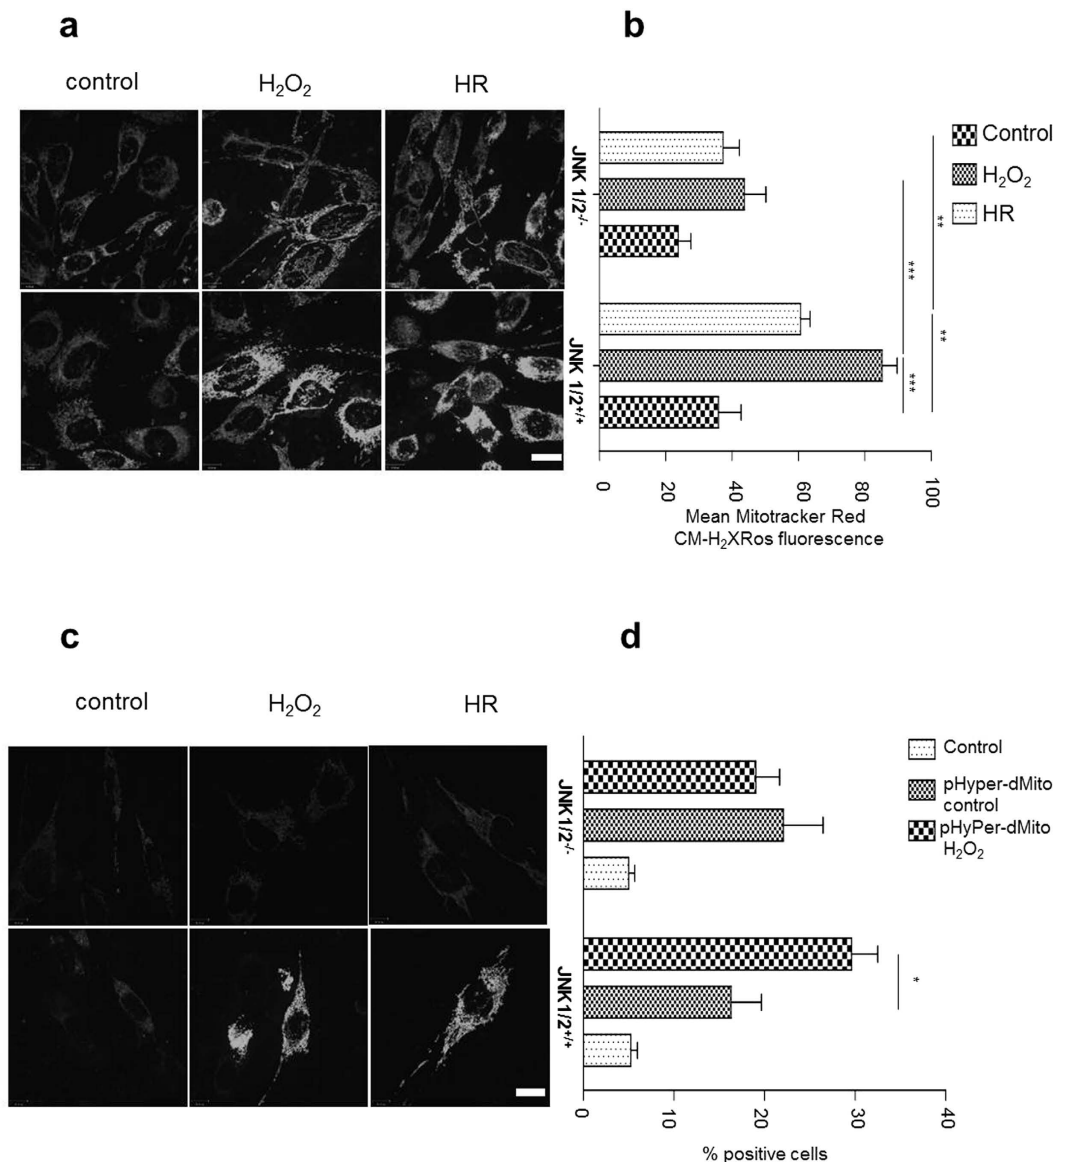 a
control
H₂O₂
HR
JNK 1/2-/-
JNK 1/2+/+
b
Control
H₂O₂
HR
**
***
**
***
0
20
40
60
80
100
Mean Mitotracker Red
CM-H₂XRos fluorescence
c
control
H₂O₂
HR
JNK1/2-/-
JNK1/2+/+
d
Control
pHyper-dMito
control
pHyPer-dMito
H₂O₂
*
0
10
20
30
40
% positive cells